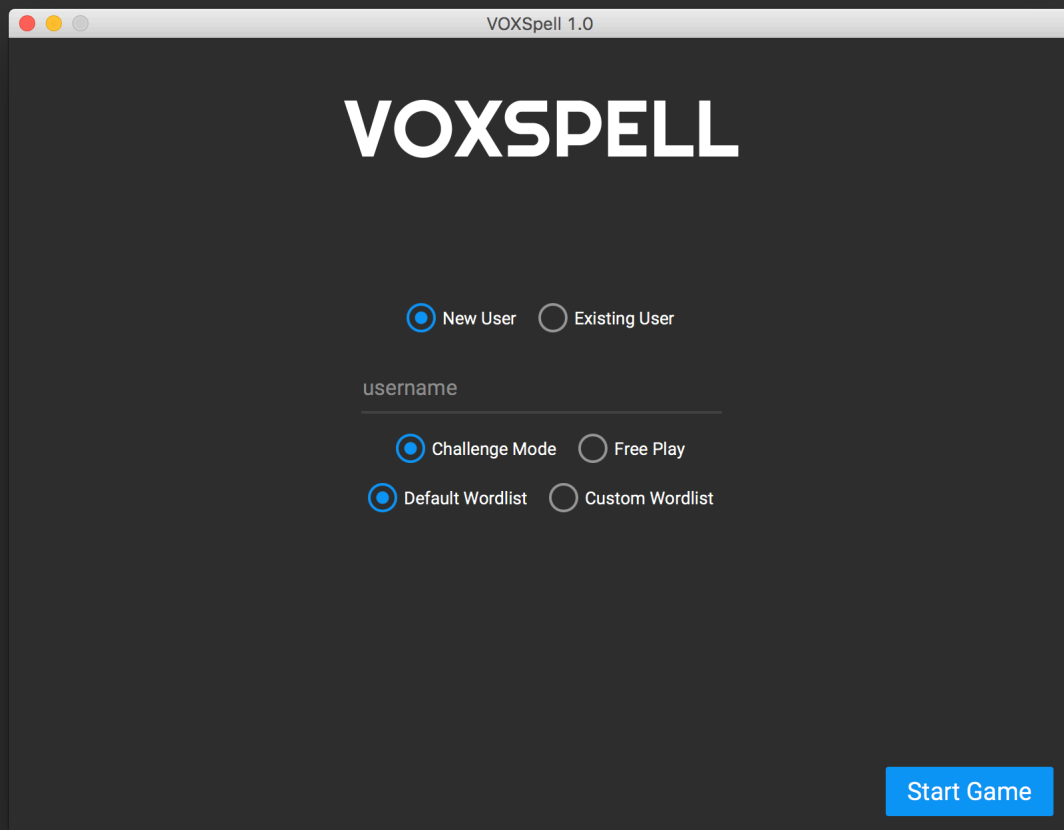 VOXSpell 1.0
VOXSPELL
New User Existing User
username
Challenge Mode Free Play
Default Wordlist Custom Wordlist
Start Game